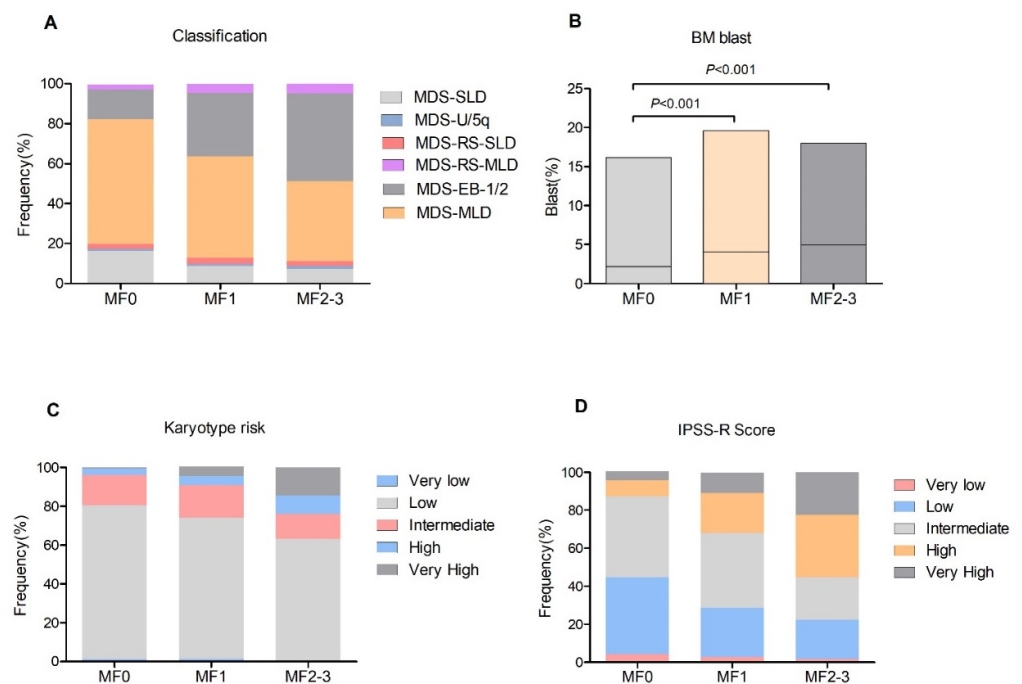 A
Classification
Frequency(%)
100
80
60
40
20
0
MF0
MF1
MF2-3
MDS-SLD
MDS-U/5q
MDS-RS-SLD
MDS-RS-MLD
MDS-EB-1/2
MDS-MLD
B
BM blast
P<0.001
P<0.001
Blast(%)
25
20
15
10
5
0
MF0
MF1
MF2-3
C
Karyotype risk
Frequency(%)
100
80
60
40
20
0
MF0
MF1
MF2-3
Very low
Low
Intermediate
High
Very High
D
IPSS-R Score
Frequency(%)
100
80
60
40
20
0
MF0
MF1
MF2-3
Very low
Low
Intermediate
High
Very High